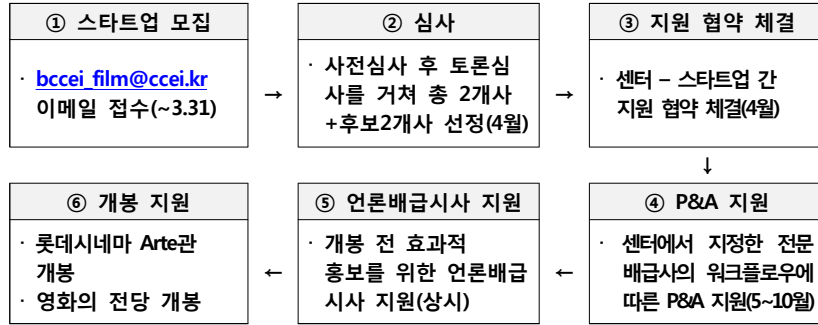 ① 스타트업 모집
· bccei_film@ccei.kr
이메일 접수(~3.31)
→
② 심사
· 사전심사 후 토론심
사를 거쳐 총 2개사
+후보2개사 선정(4월)
→
③ 지원 협약 체결
· 센터 – 스타트업 간
지원 협약 체결(4월)
↓
④ P&A 지원
· 센터에서 지정한 전문
배급사의 워크플로우에
따른 P&A 지원(5~10월)
←
⑤ 언론배급시사 지원
· 개봉 전 효과적
홍보를 위한 언론배급
시사 지원(상시)
←
⑥ 개봉 지원
· 롯데시네마 Arte관
개봉
· 영화의 전당 개봉